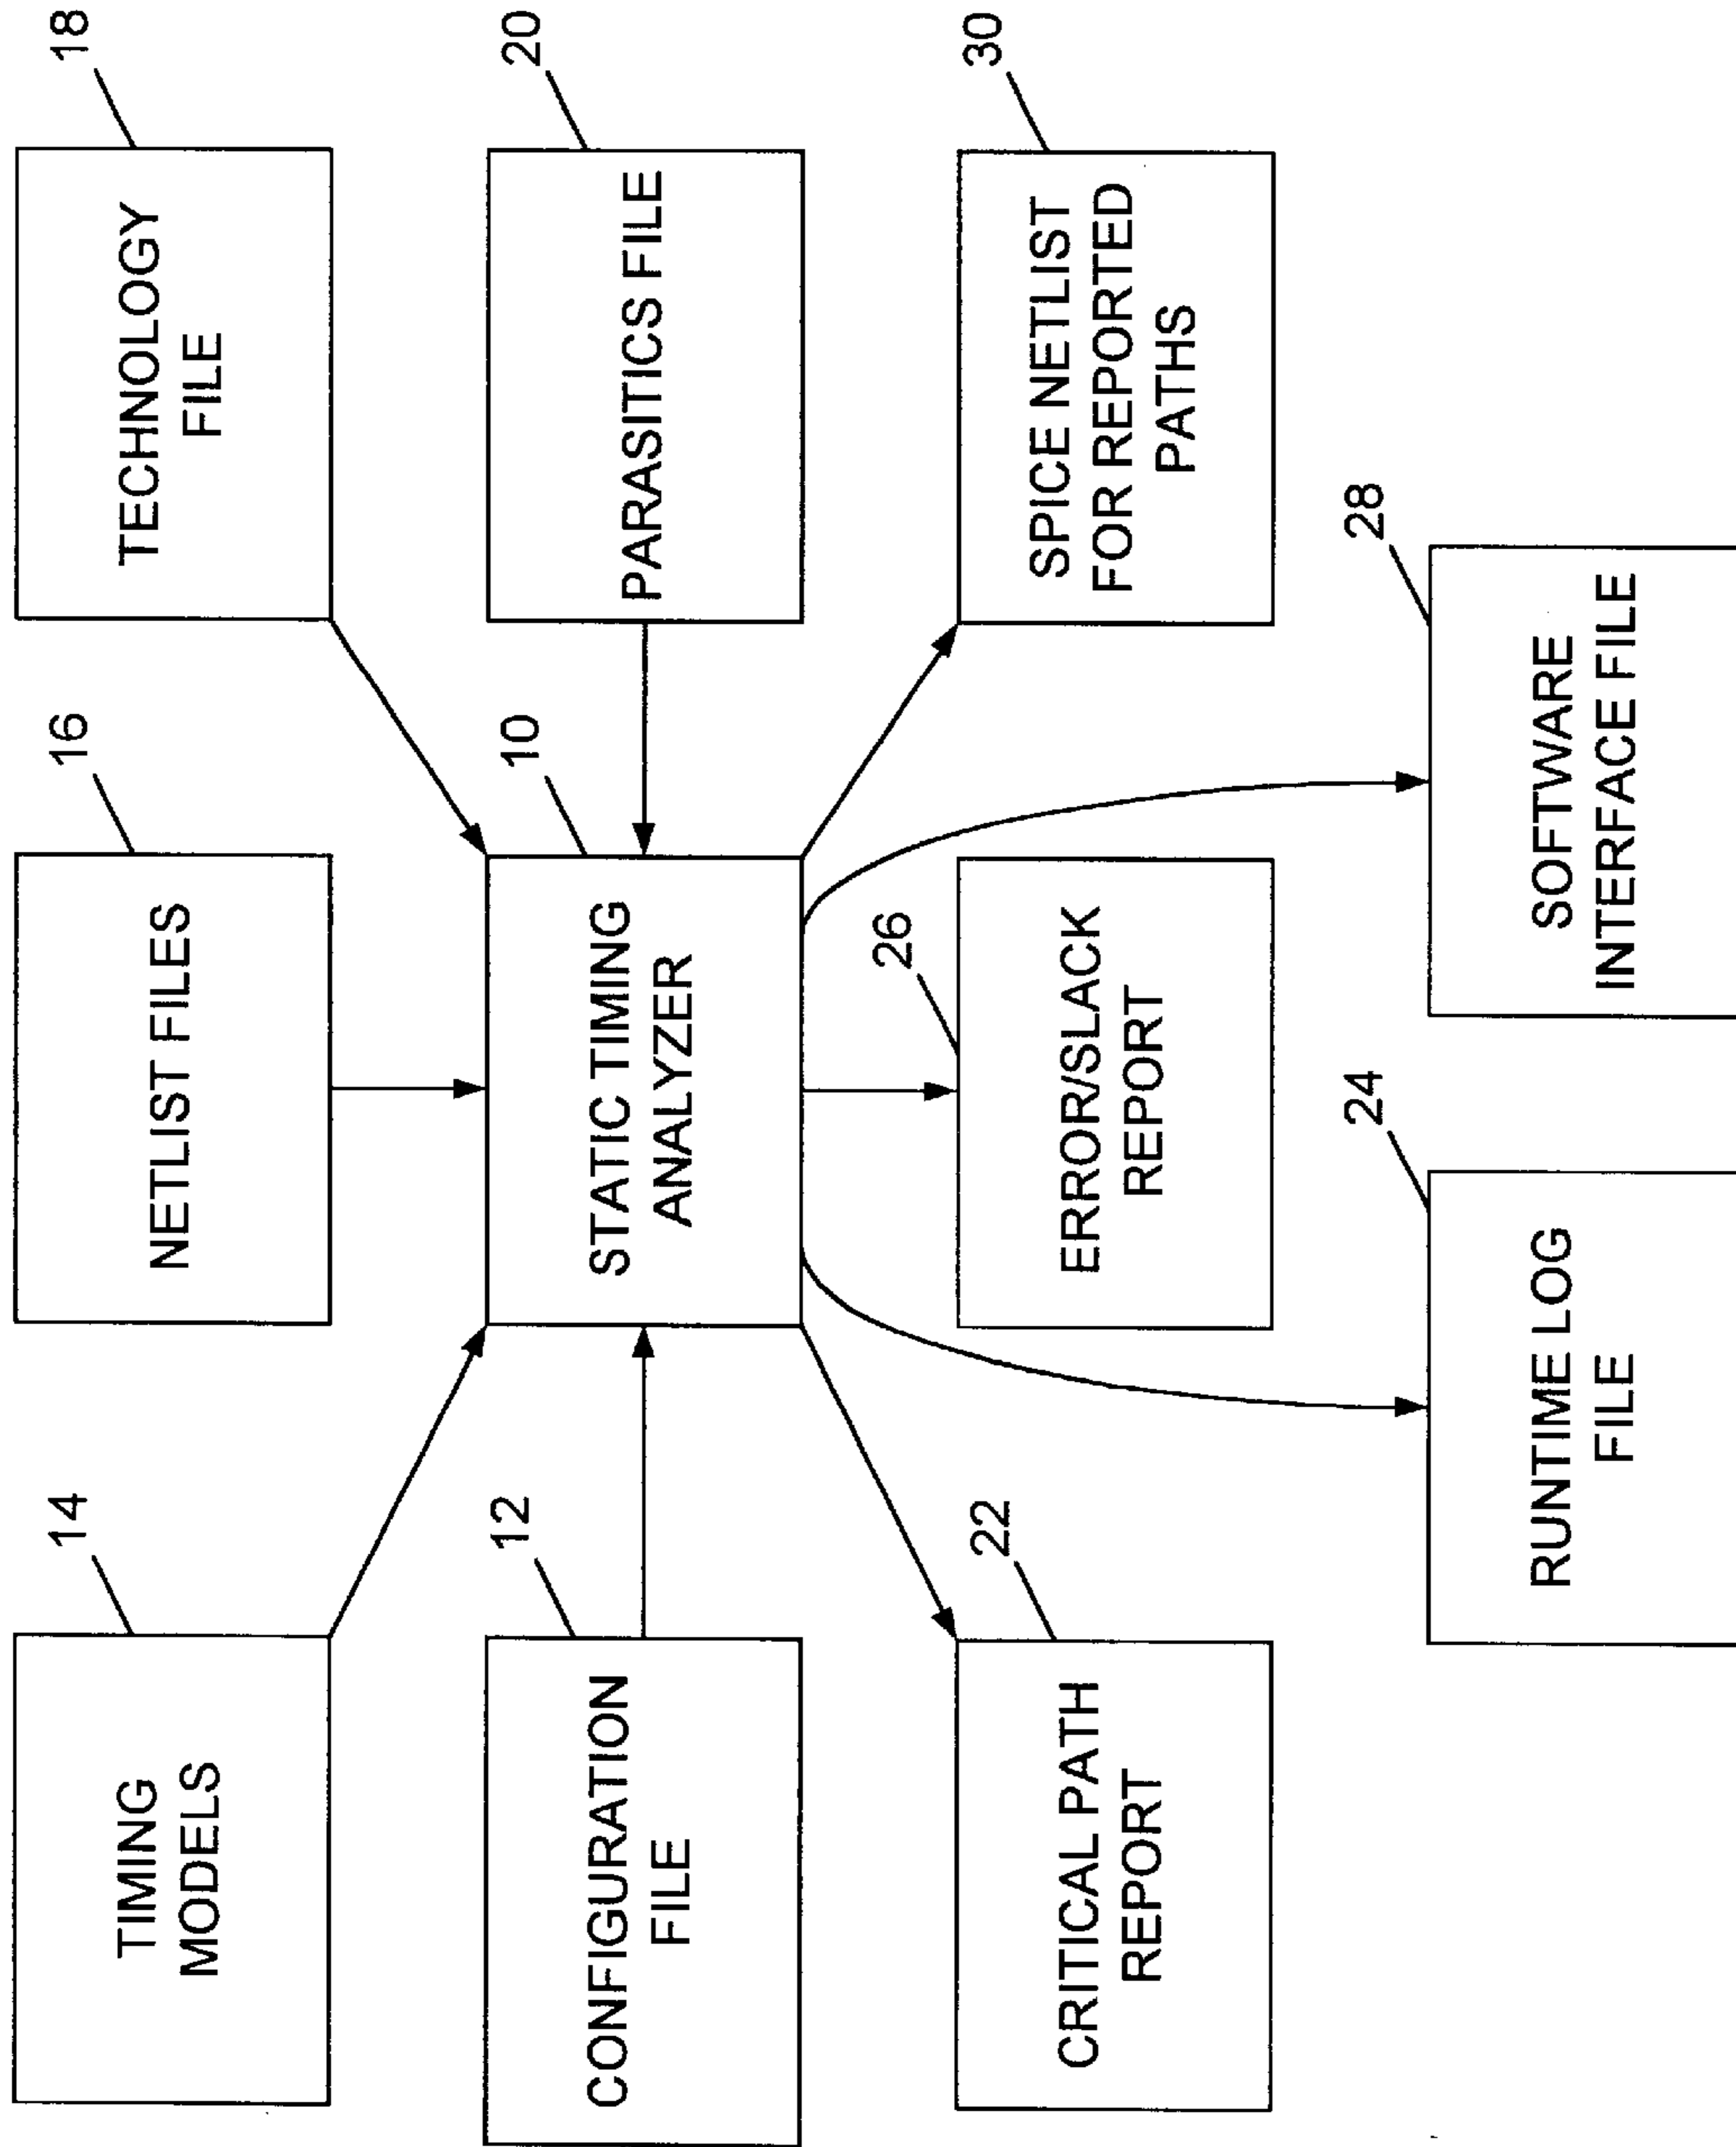 14
TIMING
MODELS
16
NETLIST FILES
18
TECHNOLOGY
FILE
12
CONFIGURATION
FILE
10
STATIC TIMING
ANALYZER
20
PARASITICS FILE
22
CRITICAL PATH
REPORT
26
ERROR/SLACK
REPORT
30
SPICE NETLIST
FOR REPORTED
PATHS
24
RUNTIME LOG
FILE
28
SOFTWARE
INTERFACE FILE